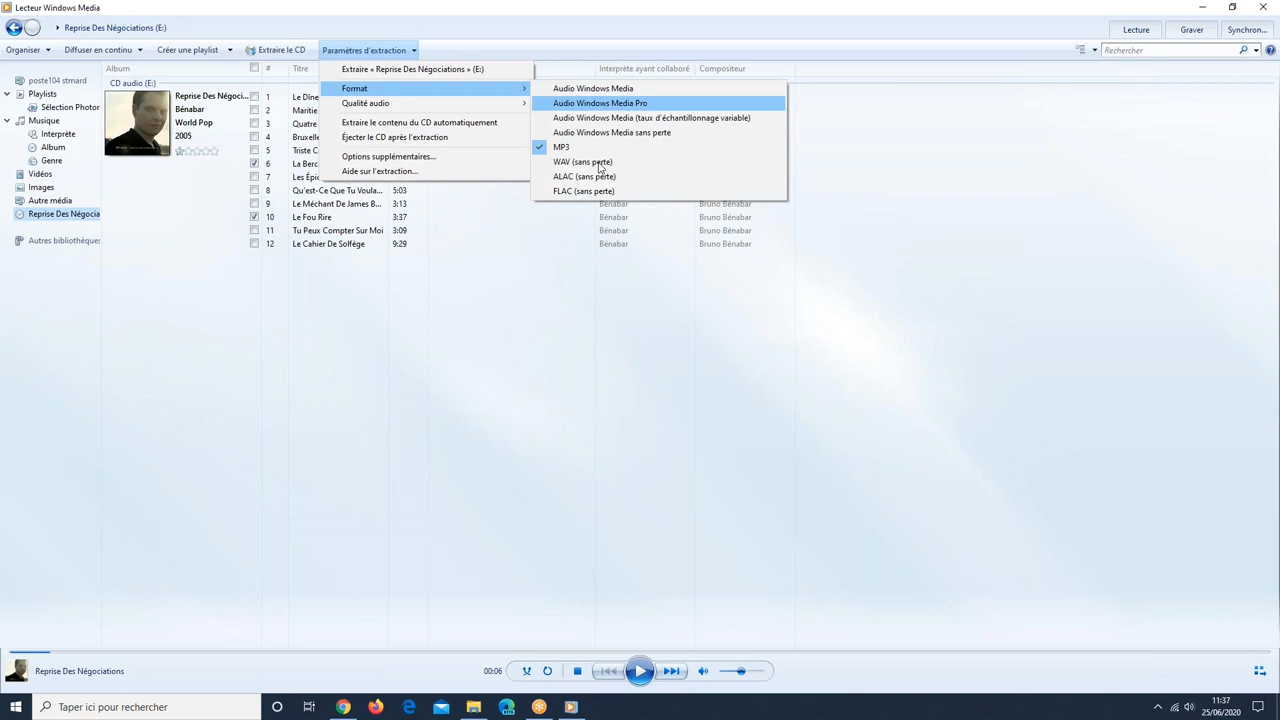 Lecteur Windows Media
Reprise Des Négociations (E:)
Lecture
Graver
Synchron...
Organiser
Diffuser en continu
Créer une playlist
Extraire le CD
Paramètres d'extraction
Rechercher
poste104 stmard
Playlists
Sélection Photor
Musique
Interprète
Album
Genre
Vidéos
Images
Autre média
Reprise Des Négocia
Autres bibliothèques
Album
#
Titre
Interprète ayant collaboré
Compositeur
CD audio (E:)
Reprise Des Négoci...
Bénabar
World Pop
2005
1 Le Dîne
2 Maritie
3 Quatre
4 Bruxelle
5 Triste C
6 La Berc
7 Les Épic
8 Qu'est-Ce Que Tu Voula... 5:03
9 Le Méchant De James B... 3:13 Bénabar Bruno Bénabar
10 Le Fou Rire 3:37 Bénabar Bruno Bénabar
11 Tu Peux Compter Sur Moi 3:09 Bénabar Bruno Bénabar
12 Le Cahier De Solfège 9:29 Bénabar Bruno Bénabar
Extraire « Reprise Des Négociations » (E:)
Format
Qualité audio
Extraire le contenu du CD automatiquement
Éjecter le CD après l'extraction
Options supplémentaires...
Aide sur l'extraction...
Audio Windows Media
Audio Windows Media Pro
Audio Windows Media (taux d'échantillonnage variable)
Audio Windows Media sans perte
MP3
WAV (sans perte)
ALAC (sans perte)
FLAC (sans perte)
Reprise Des Négociations
00:06
Taper ici pour rechercher
11:37
25/06/2020